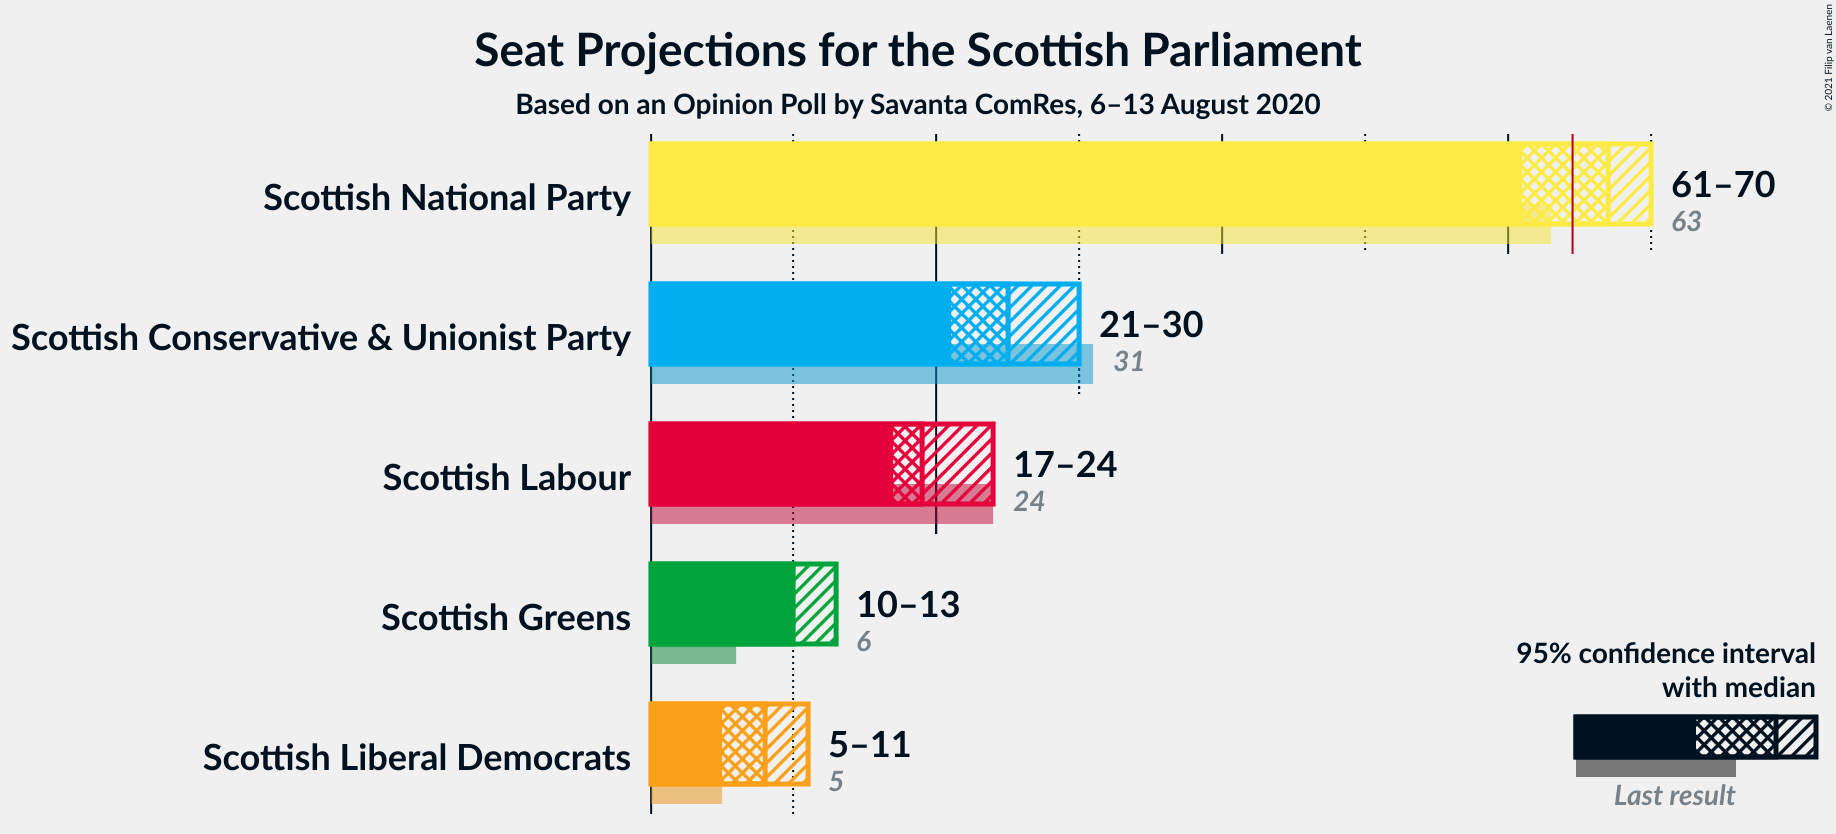 Seat Projections for the Scottish Parliament
Based on an Opinion Poll by Savanta ComRes, 6–13 August 2020
© 2021 Filip van Laenen
Scottish National Party
61–70
63
Scottish Conservative & Unionist Party
21–30
31
Scottish Labour
17–24
24
Scottish Greens
10–13
6
Scottish Liberal Democrats
5–11
5
95% confidence interval
with median
Last result